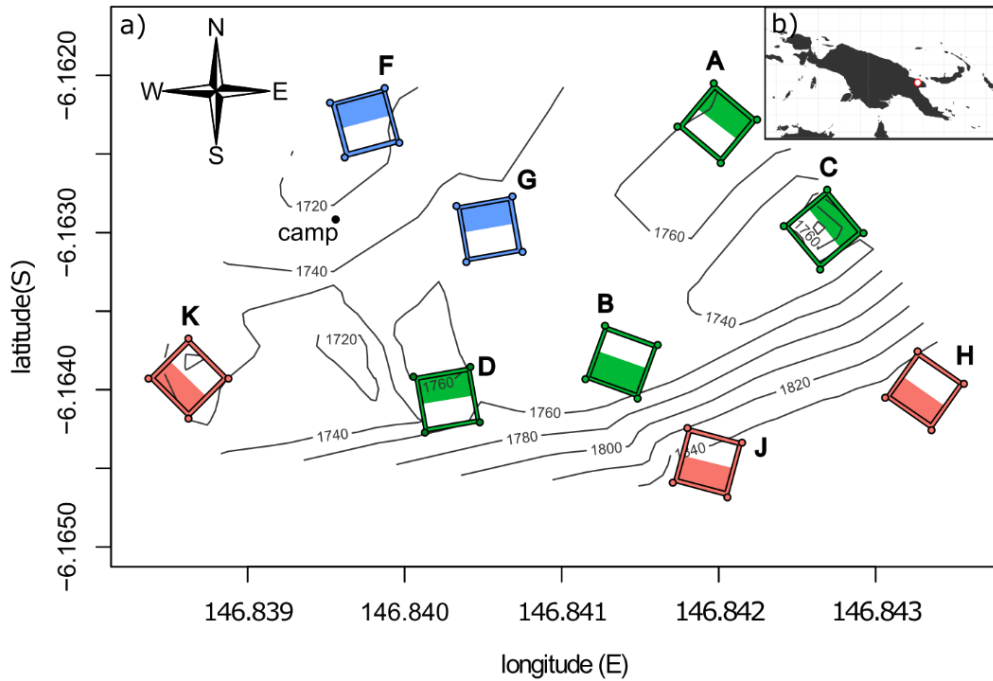 a)
N
W
E
S
F
A
b)
C
G
1720
camp
1760
1760
1740
1740
B
K
1720
H
D
1760
1820
1760
1740
1780
1800
J
1840
-6.1620
-6.1630
-6.1640
-6.1650
latitude(S)
146.839
146.840
146.841
146.842
146.843
longitude (E)